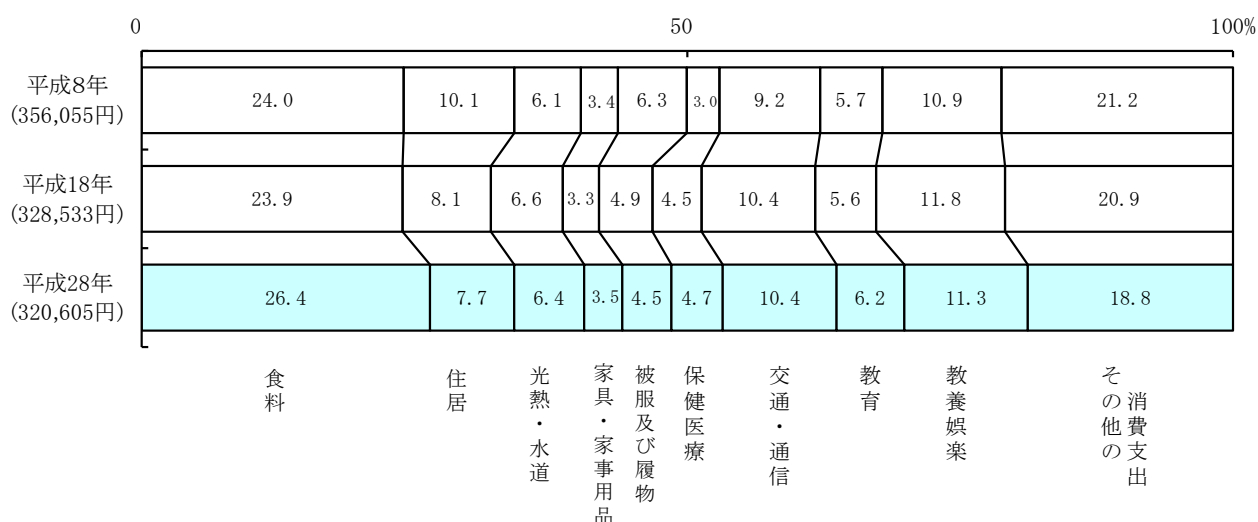 0 50 100%
平成8年
(356,055円)
24.0 10.1 6.1 3.4 6.3 3.0 9.2 5.7 10.9 21.2
平成18年
(328,533円)
23.9 8.1 6.6 3.3 4.9 4.5 10.4 5.6 11.8 20.9
平成28年
(320,605円)
26.4 7.7 6.4 3.5 4.5 4.7 10.4 6.2 11.3 18.8
食料
住居
光熱・水道
家具・家事用品
被服及び履物
保健医療
交通・通信
教育
教養娯楽
その他の
消費支出